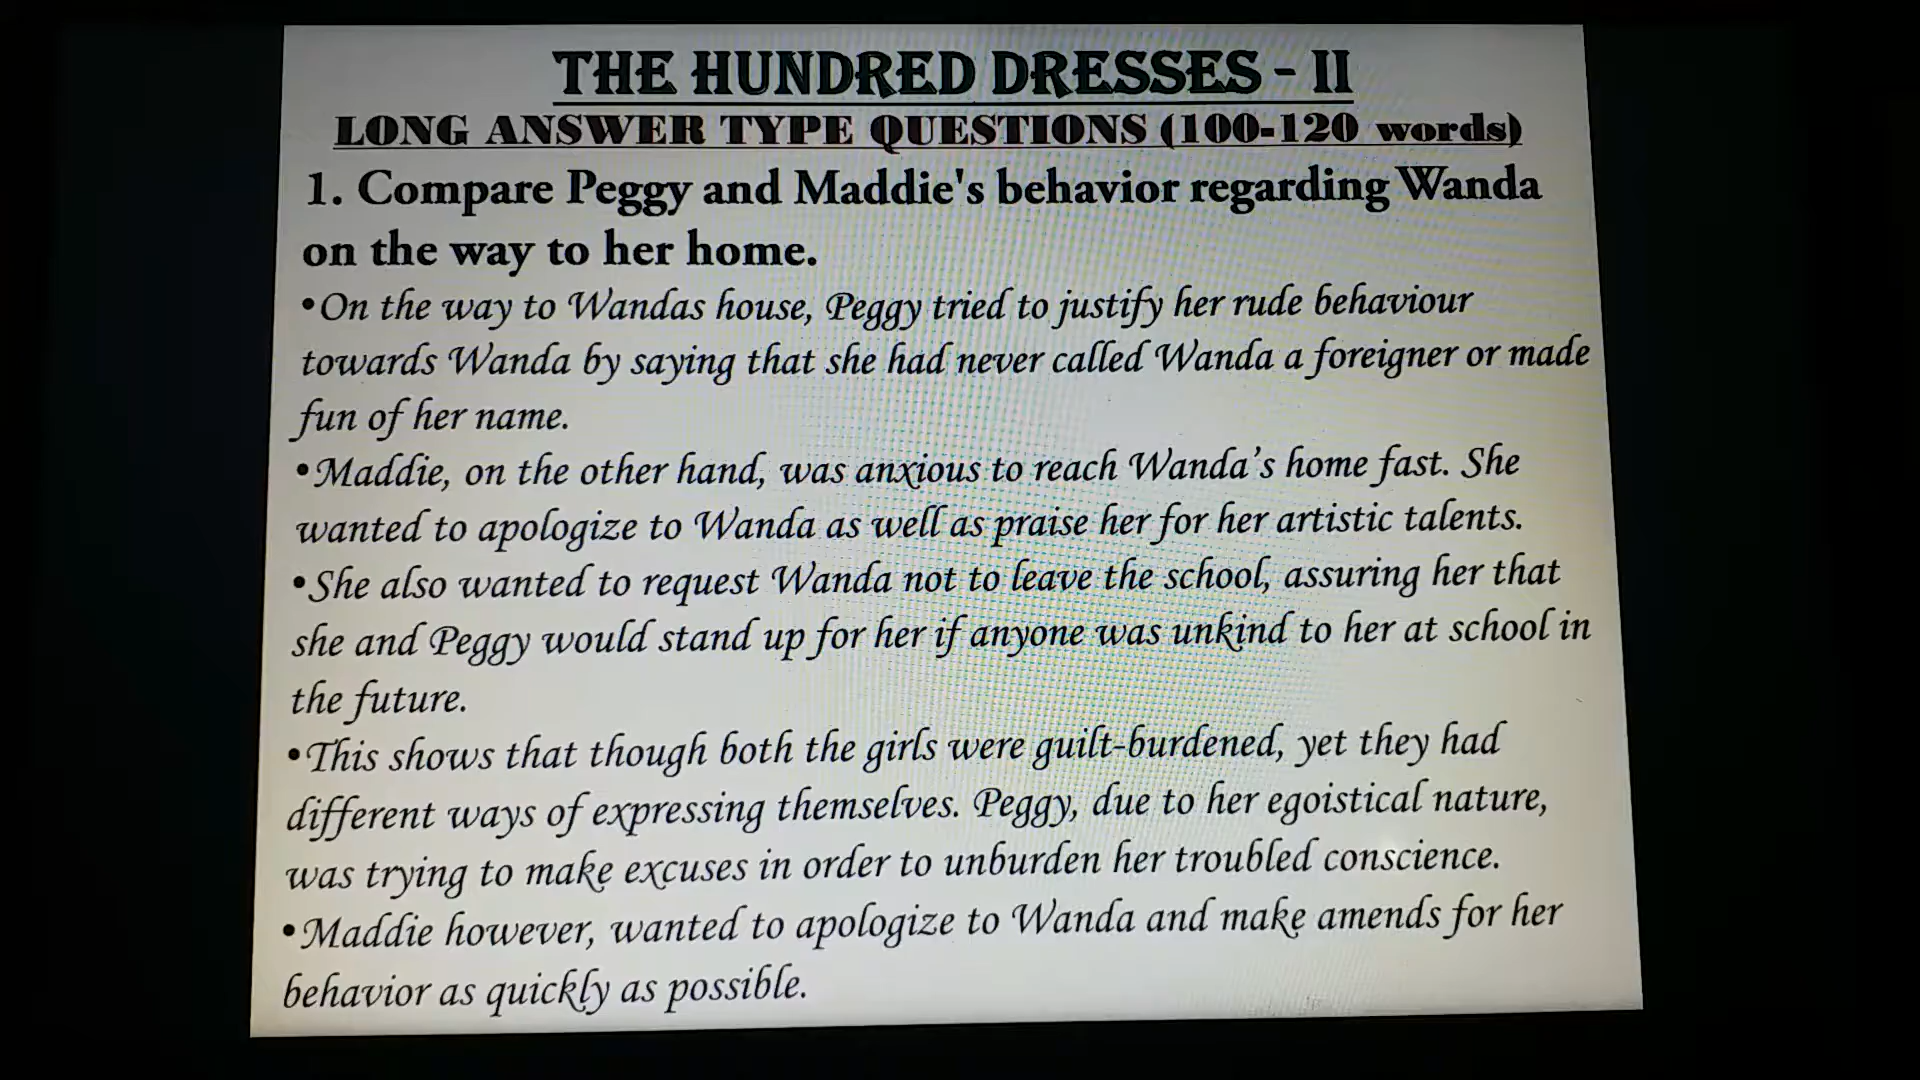 THE HUNDRED DRESSES - II
LONG ANSWER TYPE QUESTIONS (100-120 words)
1. Compare Peggy and Maddie's behavior regarding Wanda
on the way to her home.
•On the way to Wandas house, Peggy tried to justify her rude behaviour
towards Wanda by saying that she had never called Wanda a foreigner or made
fun of her name.
•Maddie, on the other hand, was anxious to reach Wanda's home fast. She
wanted to apologize to Wanda as well as praise her for her artistic talents.
•She also wanted to request Wanda not to leave the school, assuring her that
she and Peggy would stand up for her if anyone was unkind to her at school in
the future.
•This shows that though both the girls were guilt-burdened, yet they had
different ways of expressing themselves. Peggy, due to her egoistical nature,
was trying to make excuses in order to unburden her troubled conscience.
•Maddie however, wanted to apologize to Wanda and make amends for her
behavior as quickly as possible.